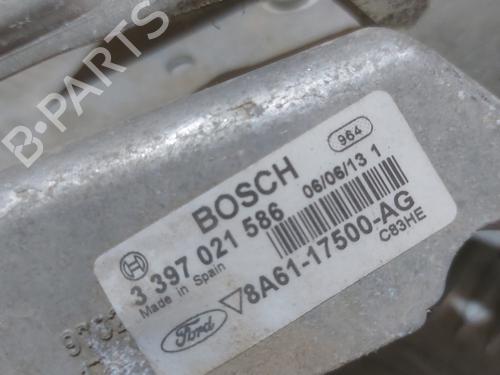 B-PARTS
964
BOSCH
06/06/13 1
3 397 021 586
Made in Spain
8A61-17500-AG
C83HE
Ford